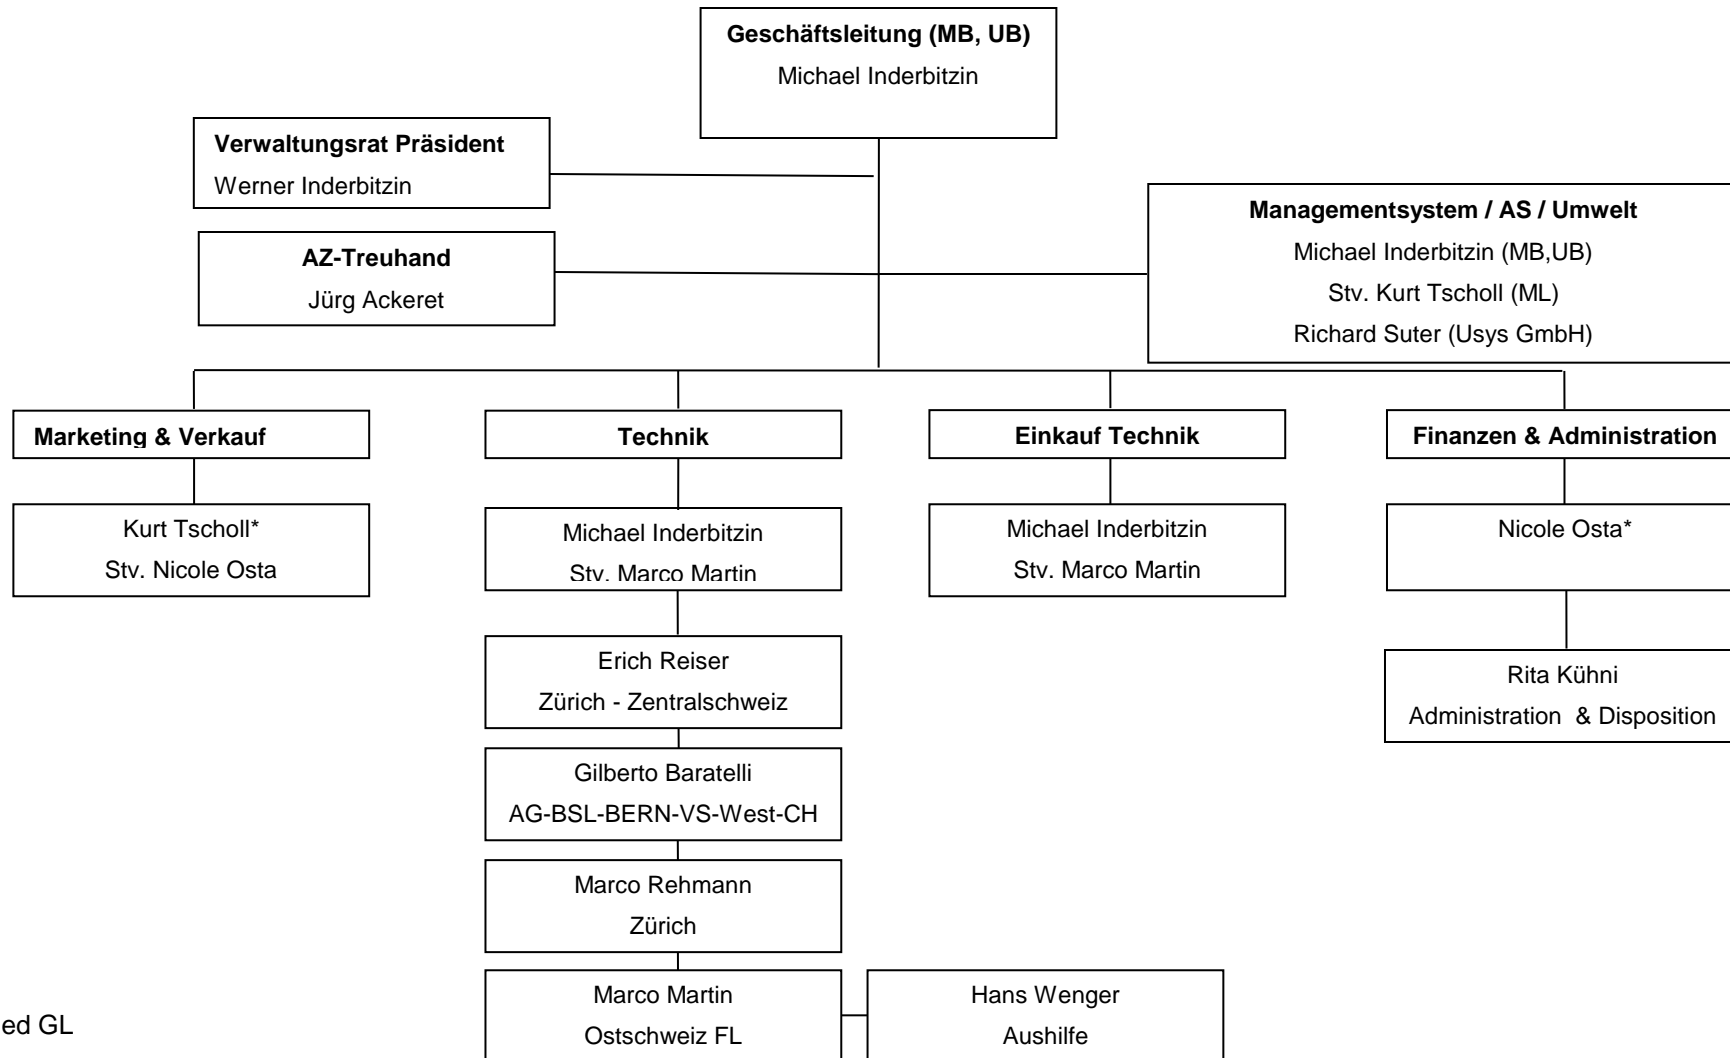 Geschäftsleitung (MB, UB)
Michael Inderbitzin
Verwaltungsrat Präsident
Werner Inderbitzin
Managementsystem / AS / Umwelt
Michael Inderbitzin (MB,UB)
Stv. Kurt Tscholl (ML)
Richard Suter (Usys GmbH)
AZ-Treuhand
Jürg Ackeret
Marketing & Verkauf
Technik
Einkauf Technik
Finanzen & Administration
Kurt Tscholl*
Stv. Nicole Osta
Michael Inderbitzin
Stv. Marco Martin
Michael Inderbitzin
Stv. Marco Martin
Nicole Osta*
Erich Reiser
Zürich - Zentralschweiz
Rita Kühni
Administration & Disposition
Gilberto Baratelli
AG-BSL-BERN-VS-West-CH
Marco Rehmann
Zürich
Marco Martin
Ostschweiz FL
Hans Wenger
Aushilfe
ed GL